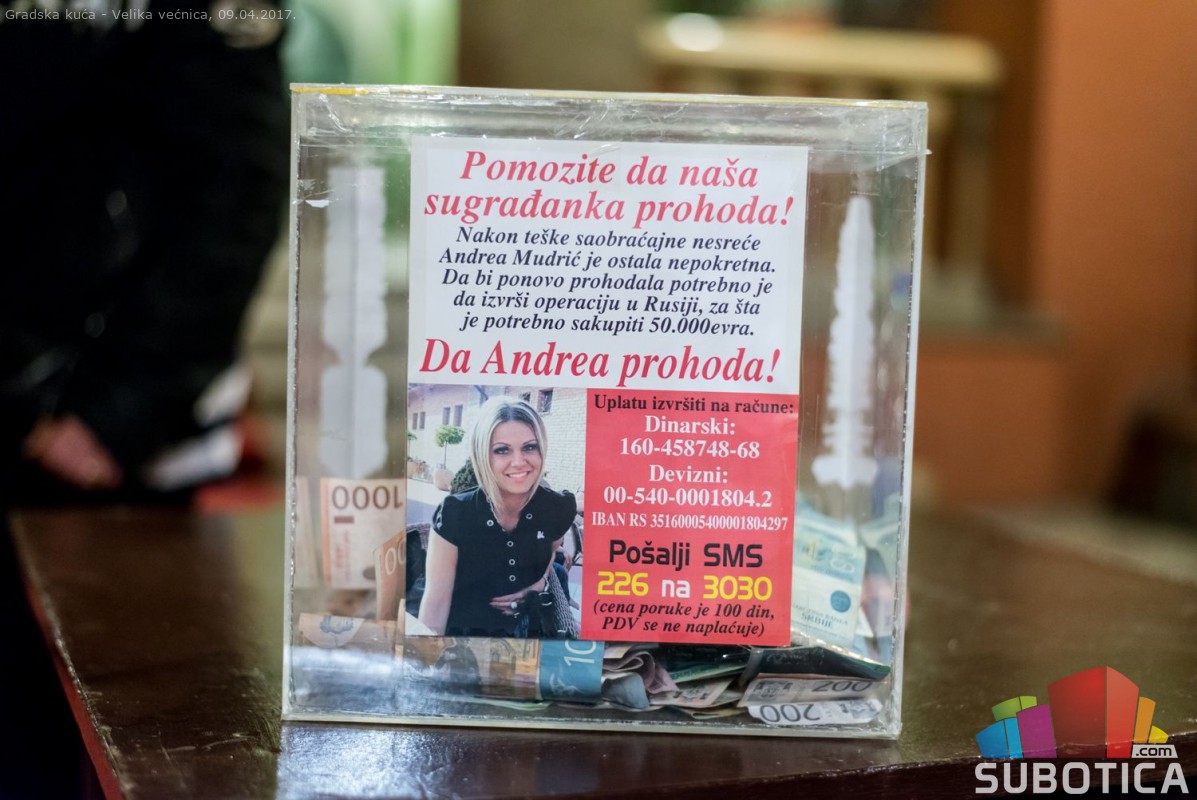 Gradska kuća - Velika većnica, 09.04.2017.
Pomozite da naša
sugrađanka prohoda!
Nakon teške saobraćajne nesreće
Andrea Mudrić je ostala nepokretna.
Da bi ponovo prohodala potrebno je
da izvrši operaciju u Rusiji, za šta
je potrebno sakupiti 50.000evra.
Da Andrea prohoda!
Uplatu izvršiti na račune:
Dinarski:
160-458748-68
Devizni:
00-540-0001804.2
IBAN RS 35160005400001804297
Pošalji SMS
226 na 3030
(cena poruke je 100 din,
PDV se ne naplaćuje)
1000
200
200
.com
SUBOTICA